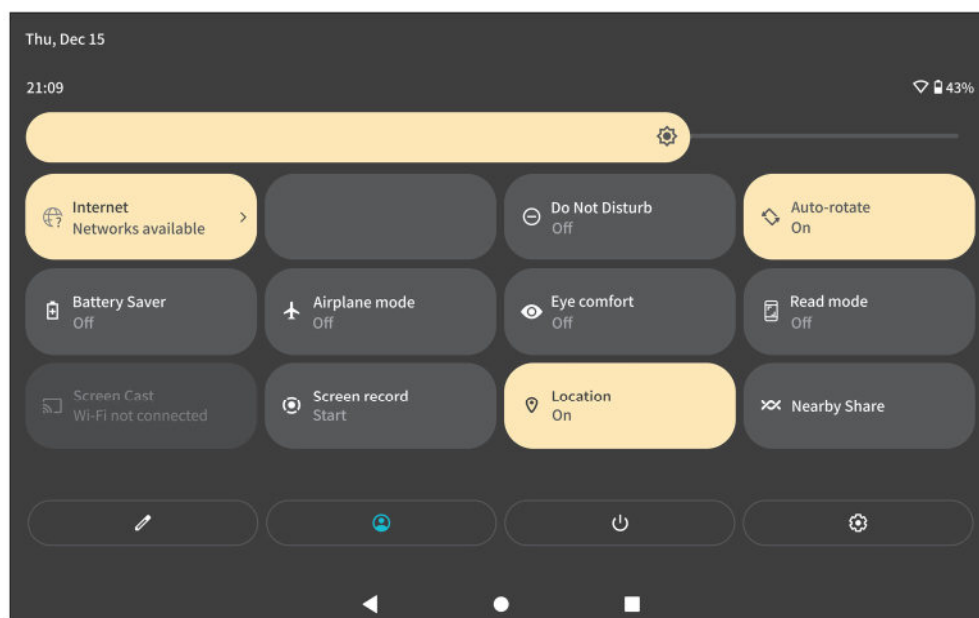 Thu, Dec 15
21:09
43%
Internet
Networks available
Do Not Disturb
Off
Auto-rotate
On
Battery Saver
Off
Airplane mode
Off
Eye comfort
Off
Read mode
Off
Screen Cast
Wi-Fi not connected
Screen record
Start
Location
On
Nearby Share